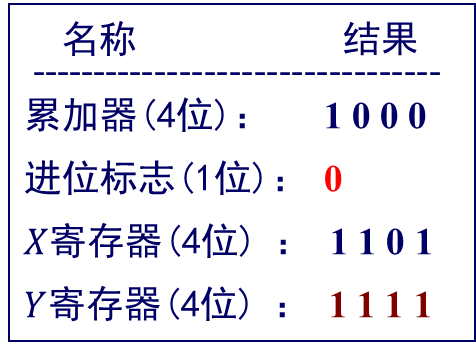 名称 结果
----------------------------------
累加器(4位)： 1 0 0 0
进位标志(1位)： 0
X寄存器(4位) ： 1 1 0 1
Y寄存器(4位) ： 1 1 1 1